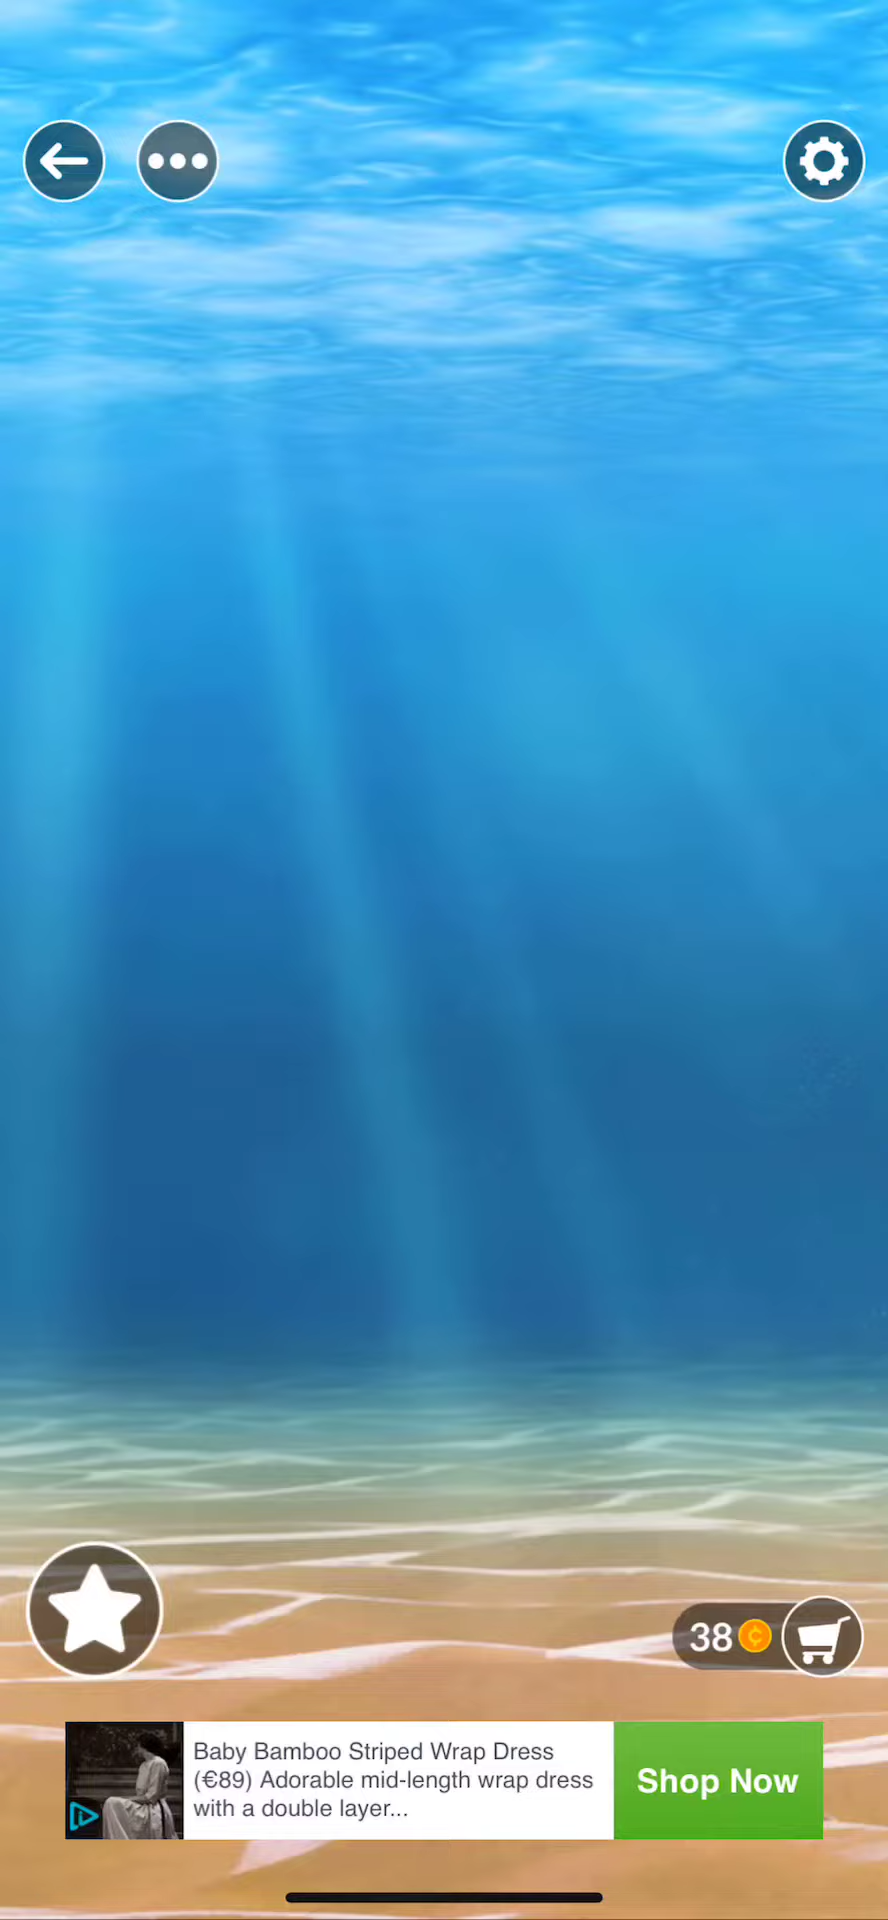 38
Baby Bamboo Striped Wrap Dress
(€89) Adorable mid-length wrap dress
with a double layer...
Shop Now